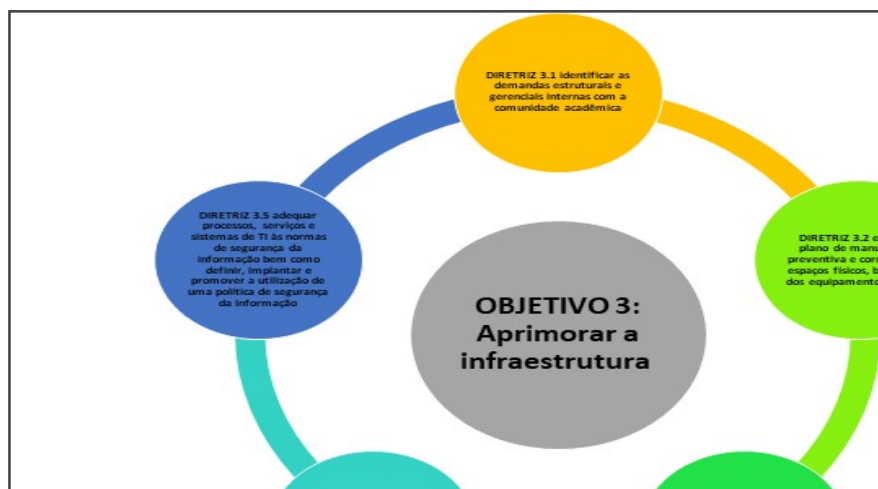 DIRETRIZ 3.1 identificar as
demandas estruturais e
gerenciais internas com a
comunidade acadêmica
DIRETRIZ 3.5 adequar
processos, serviços e
sistemas de TI às normas
de segurança da
informação bem como
definir, implantar e
promover a utilização de
uma política de segurança
da informação
DIRETRIZ 3.2
plano de
preventiva e
espaços físicos,
dos
OBJETIVO 3:
Aprimorar a
infraestrutura